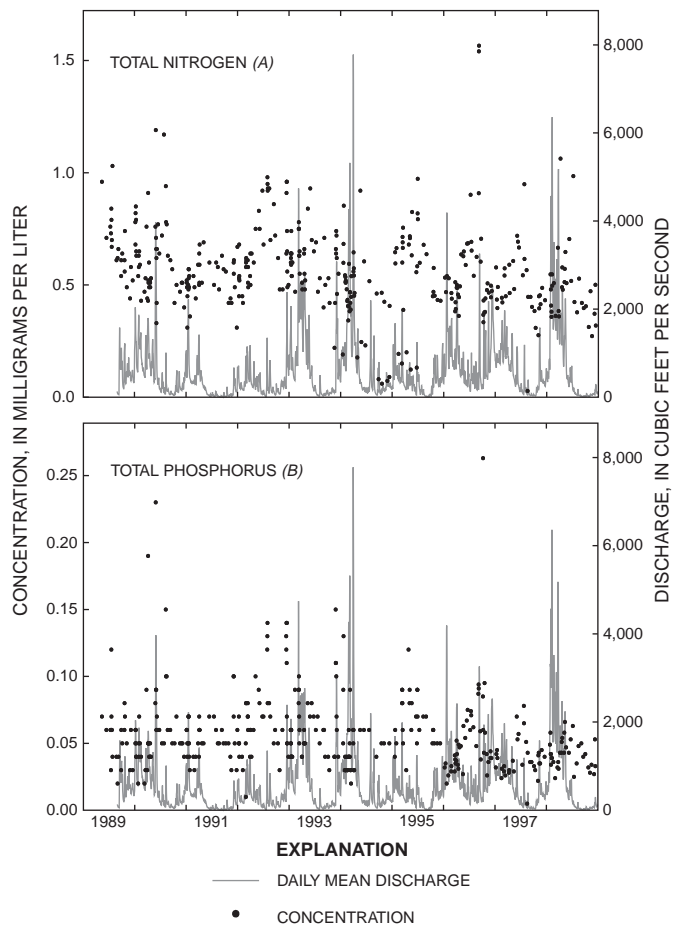 TOTAL NITROGEN (A)
1.5
1.0
0.5
0.0
8,000
6,000
4,000
2,000
0
CONCENTRATION, IN MILLIGRAMS PER LITER
DISCHARGE, IN CUBIC FEET PER SECOND
TOTAL PHOSPHORUS (B)
0.25
0.20
0.15
0.10
0.05
0.00
8,000
6,000
4,000
2,000
0
1989 1991 1993 1995 1997
EXPLANATION
DAILY MEAN DISCHARGE
CONCENTRATION